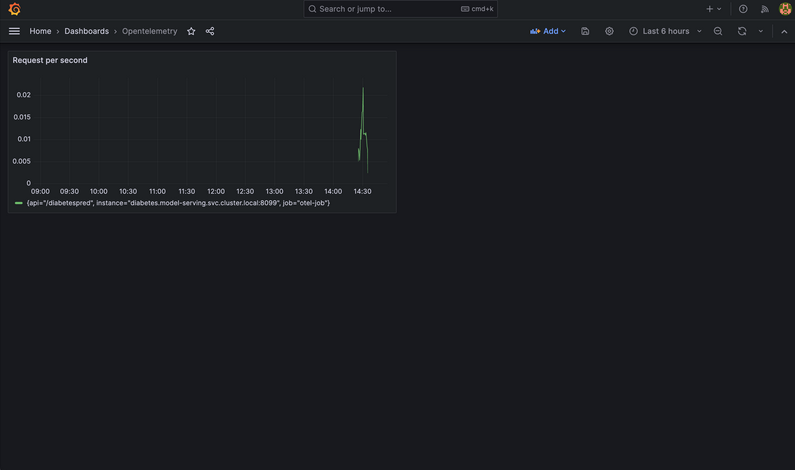 Search or jump to... cmd+k
Home › Dashboards › Opentelemetry Add Last 6 hours
Request per second
0.02
0.015
0.01
0.005
0
09:00 09:30 10:00 10:30 11:00 11:30 12:00 12:30 13:00 13:30 14:00 14:30
{api="/diabetespred", instance="diabetes.model-serving.svc.cluster.local:8099", job="otel-job"}